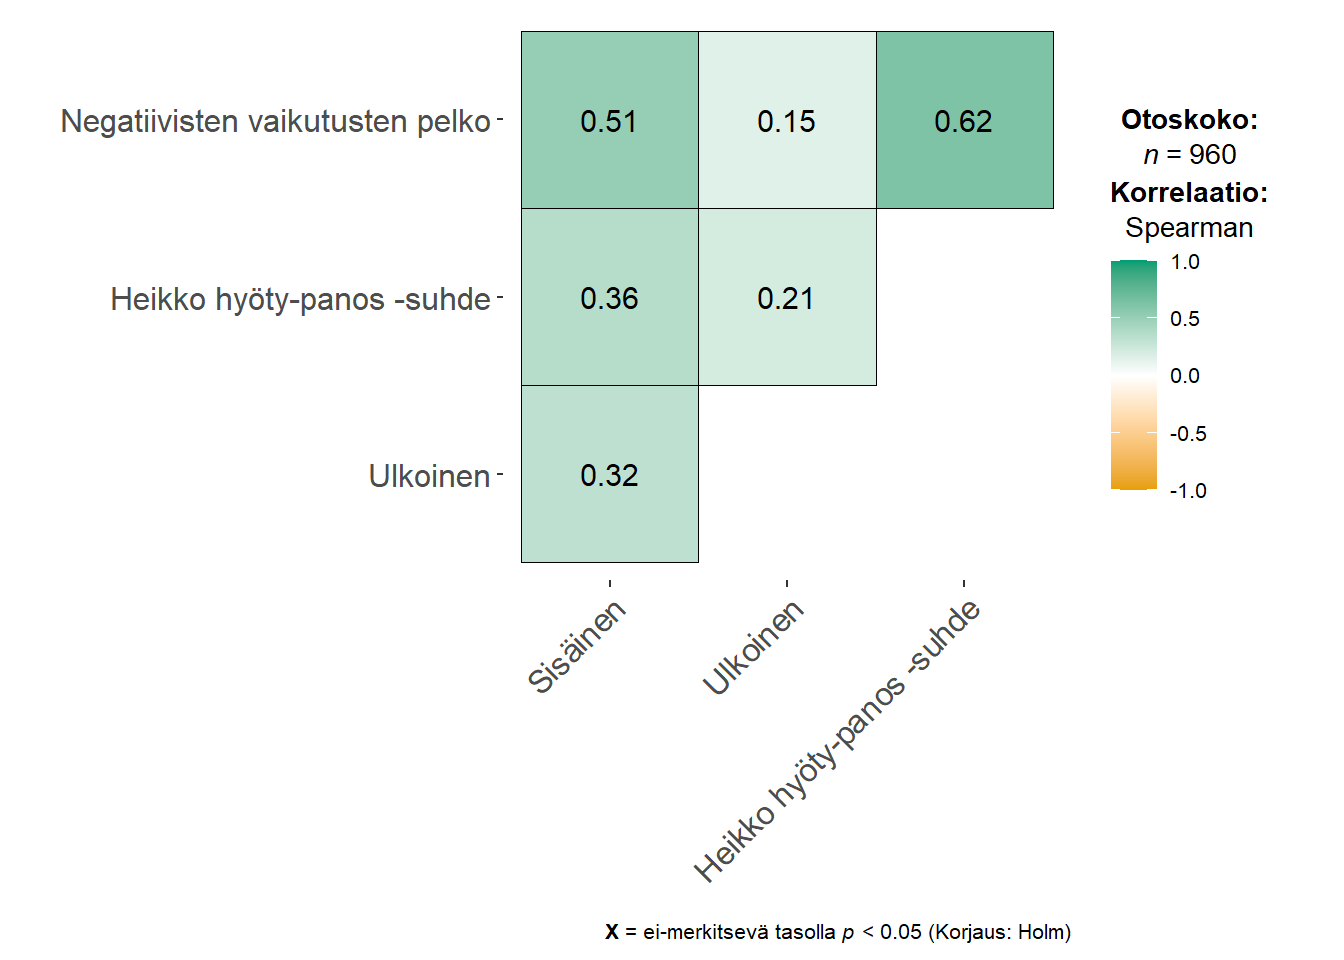 Negatiivisten vaikutusten pelko
0.51
0.15
0.62
Heikko hyöty-panos -suhde
0.36
0.21
Ulkoinen
0.32
Sisäinen
Ulkoinen
Heikko hyöty-panos -suhde
Otoskoko:
n = 960
Korrelaatio:
Spearman
1.0
0.5
0.0
-0.5
-1.0
X = ei-merkitsevä tasolla p < 0.05 (Korjaus: Holm)